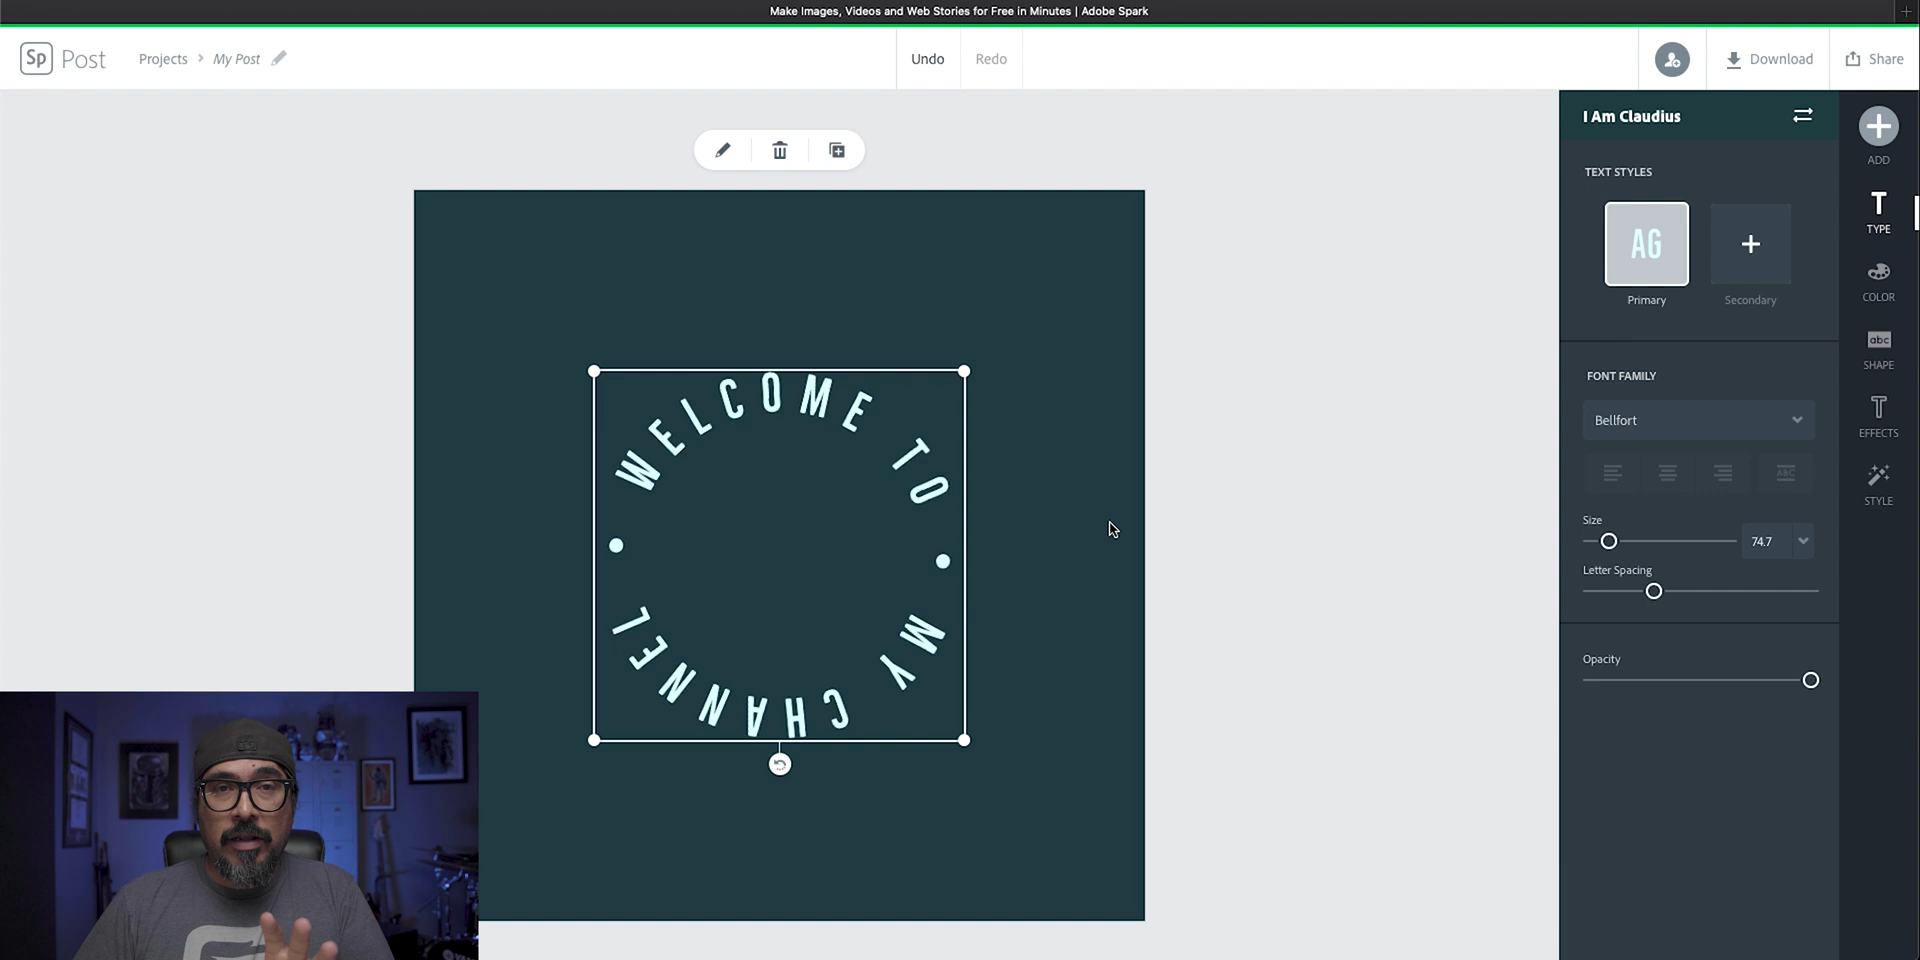 Make Images, Videos and Web Stories for Free in Minutes | Adobe Spark
Sp Post
Projects > My Post
Undo
Redo
Download
Share
I Am Claudius
TEXT STYLES
AG
Primary
+
Secondary
FONT FAMILY
Bellfort
ABC
Size
74.7
Letter Spacing
Opacity
ADD
T
TYPE
COLOR
abc
SHAPE
T
EFFECTS
STYLE
WELCOME TO • MY CHANNEL •